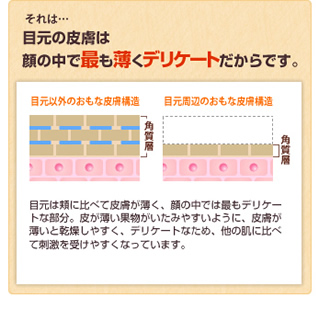 それは…
目元の皮膚は
顔の中で最も薄くデリケートだからです。
目元以外のおもな皮膚構造
目元周辺のおもな皮膚構造
角質層
角質層
目元は頬に比べて皮膚が薄く、顔の中では最もデリケー
トな部分。皮が薄い果物がいたみやすいように、皮膚が
薄いと乾燥しやすく、デリケートなため、他の肌に比べ
て刺激を受けやすくなっています。